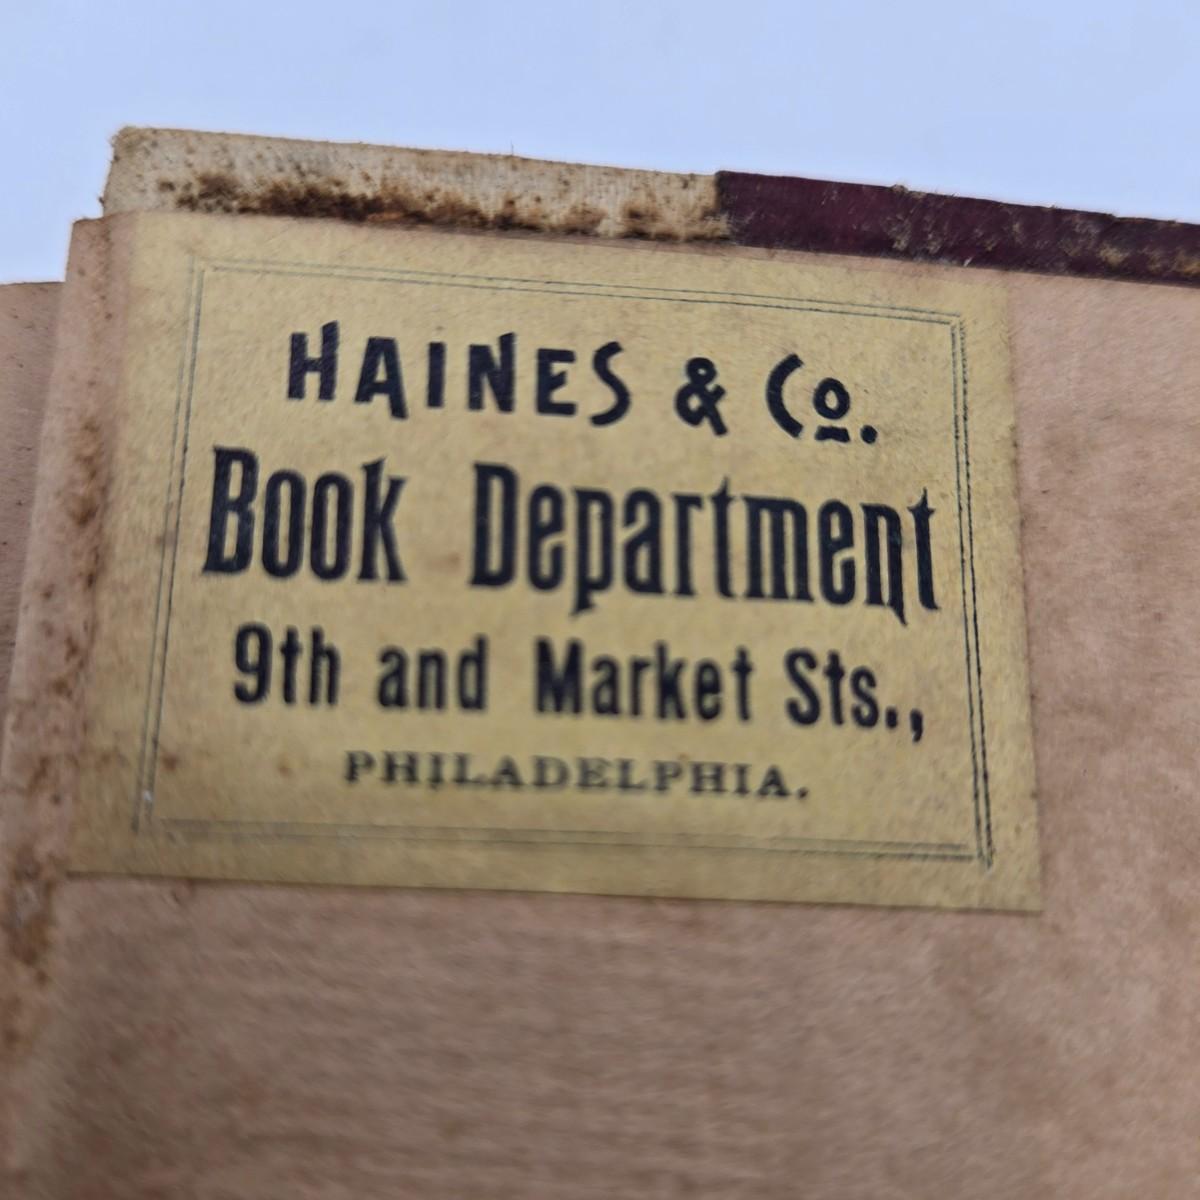 HAINES & Co.
Book Department
9th and Market Sts.,
PHILADELPHIA.